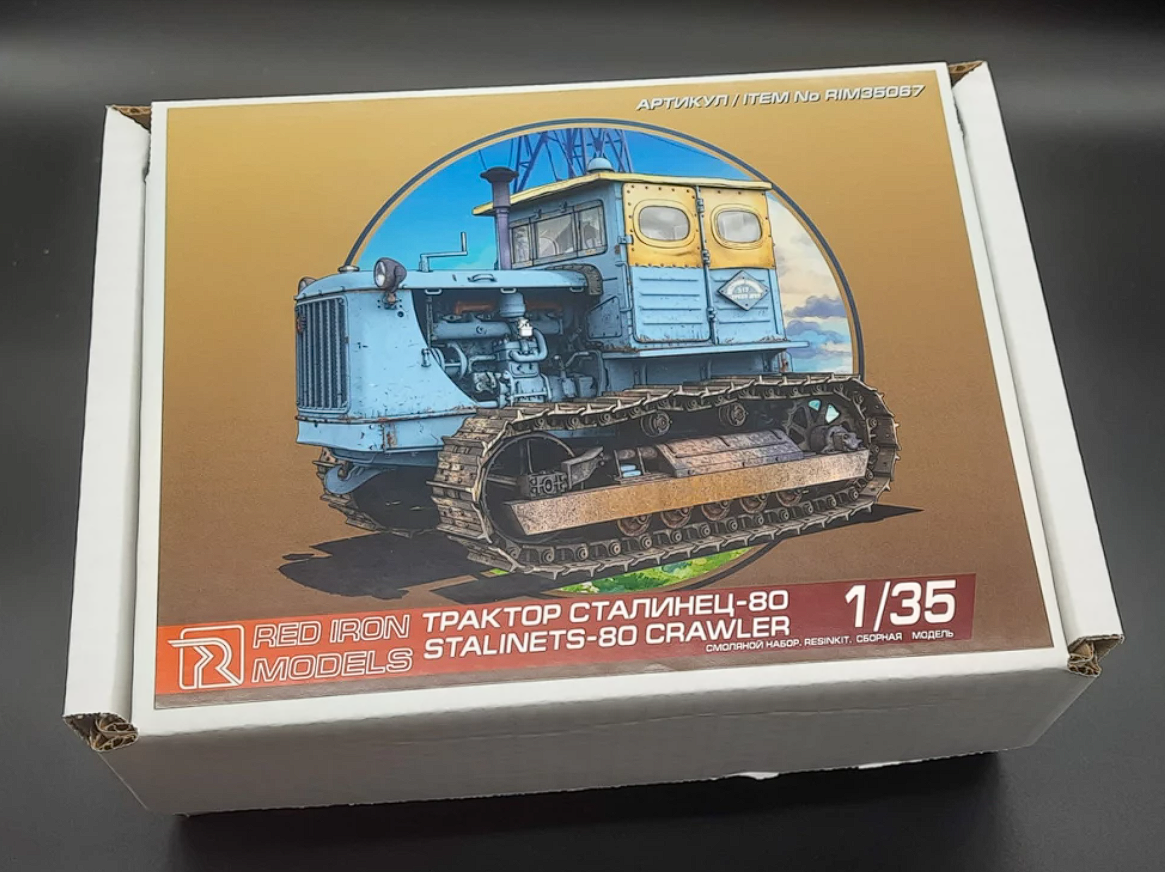 АРТИКУЛ / ITEM No RIM35067
RED IRON
MODELS
ТРАКТОР СТАЛИНЕЦ-80
STALINETS-80 CRAWLER
1/35
СМОЛЯНОЙ НАБОР. RESINKIT. СБОРНАЯ МОДЕЛЬ